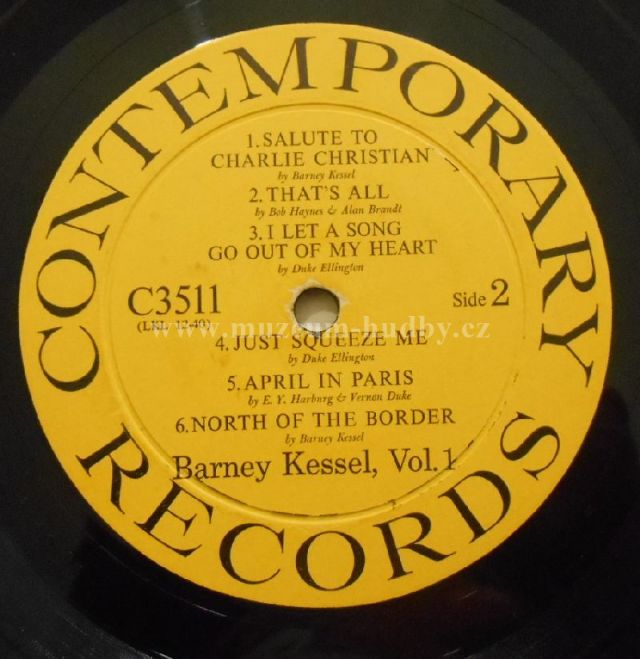 CONTEMPORARY
1. SALUTE TO
CHARLIE CHRISTIAN
by Barney Kessel
2. THAT'S ALL
by Bob Haynes & Alan Brandt
3. I LET A SONG
GO OUT OF MY HEART
by Duke Ellington
C3511
Side 2
(LKL 12-40)
www.muzeum-hudby.cz
4. JUST SQUEEZE ME
by Duke Ellington
5. APRIL IN PARIS
by E. Y. Harburg & Vernon Duke
6. NORTH OF THE BORDER
by Barney Kessel
Barney Kessel, Vol. 1
RECORDS